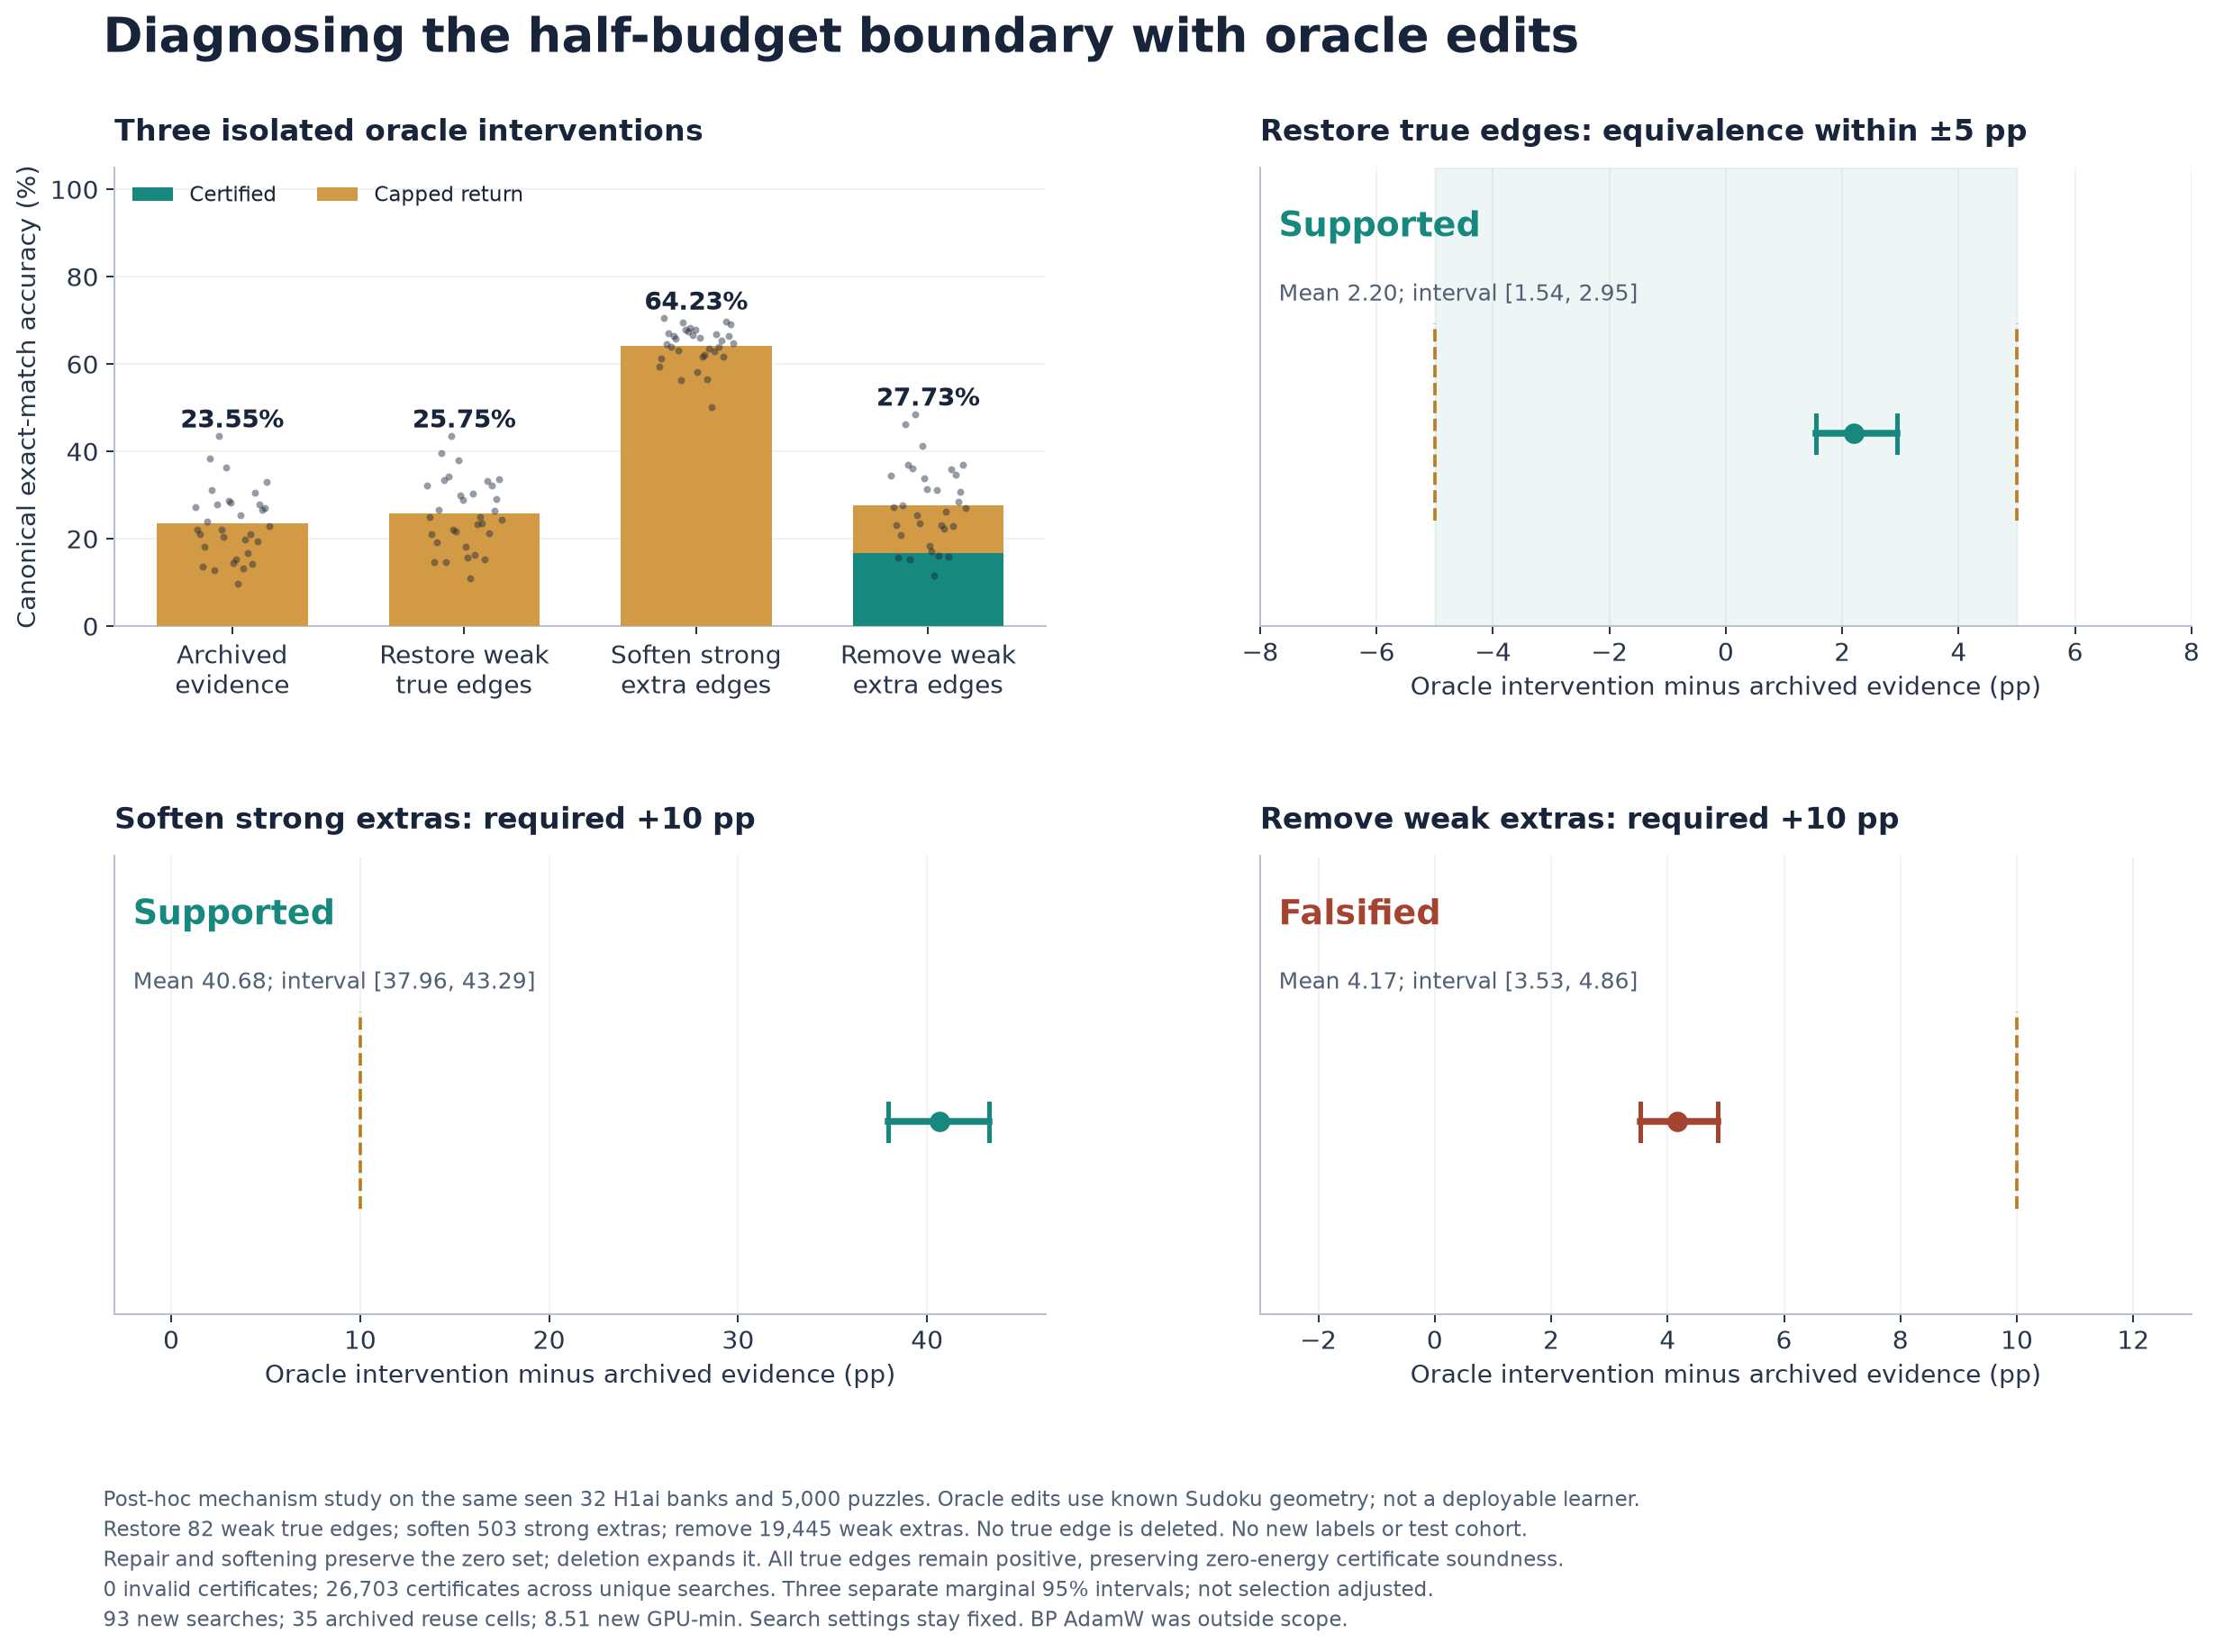 Diagnosing the half-budget boundary with oracle edits
Three isolated oracle interventions
Canonical exact-match accuracy (%)
100
80
60
40
20
0
Certified
Capped return
23.55%
25.75%
64.23%
27.73%
Archived
evidence
Restore weak
true edges
Soften strong
extra edges
Remove weak
extra edges
Restore true edges: equivalence within ±5 pp
Supported
Mean 2.20; interval [1.54, 2.95]
−8 −6 −4 −2 0 2 4 6 8
Oracle intervention minus archived evidence (pp)
Soften strong extras: required +10 pp
Supported
Mean 40.68; interval [37.96, 43.29]
0 10 20 30 40
Oracle intervention minus archived evidence (pp)
Remove weak extras: required +10 pp
Falsified
Mean 4.17; interval [3.53, 4.86]
−2 0 2 4 6 8 10 12
Oracle intervention minus archived evidence (pp)
Post-hoc mechanism study on the same seen 32 H1ai banks and 5,000 puzzles. Oracle edits use known Sudoku geometry; not a deployable learner.
Restore 82 weak true edges; soften 503 strong extras; remove 19,445 weak extras. No true edge is deleted. No new labels or test cohort.
Repair and softening preserve the zero set; deletion expands it. All true edges remain positive, preserving zero-energy certificate soundness.
0 invalid certificates; 26,703 certificates across unique searches. Three separate marginal 95% intervals; not selection adjusted.
93 new searches; 35 archived reuse cells; 8.51 new GPU-min. Search settings stay fixed. BP AdamW was outside scope.